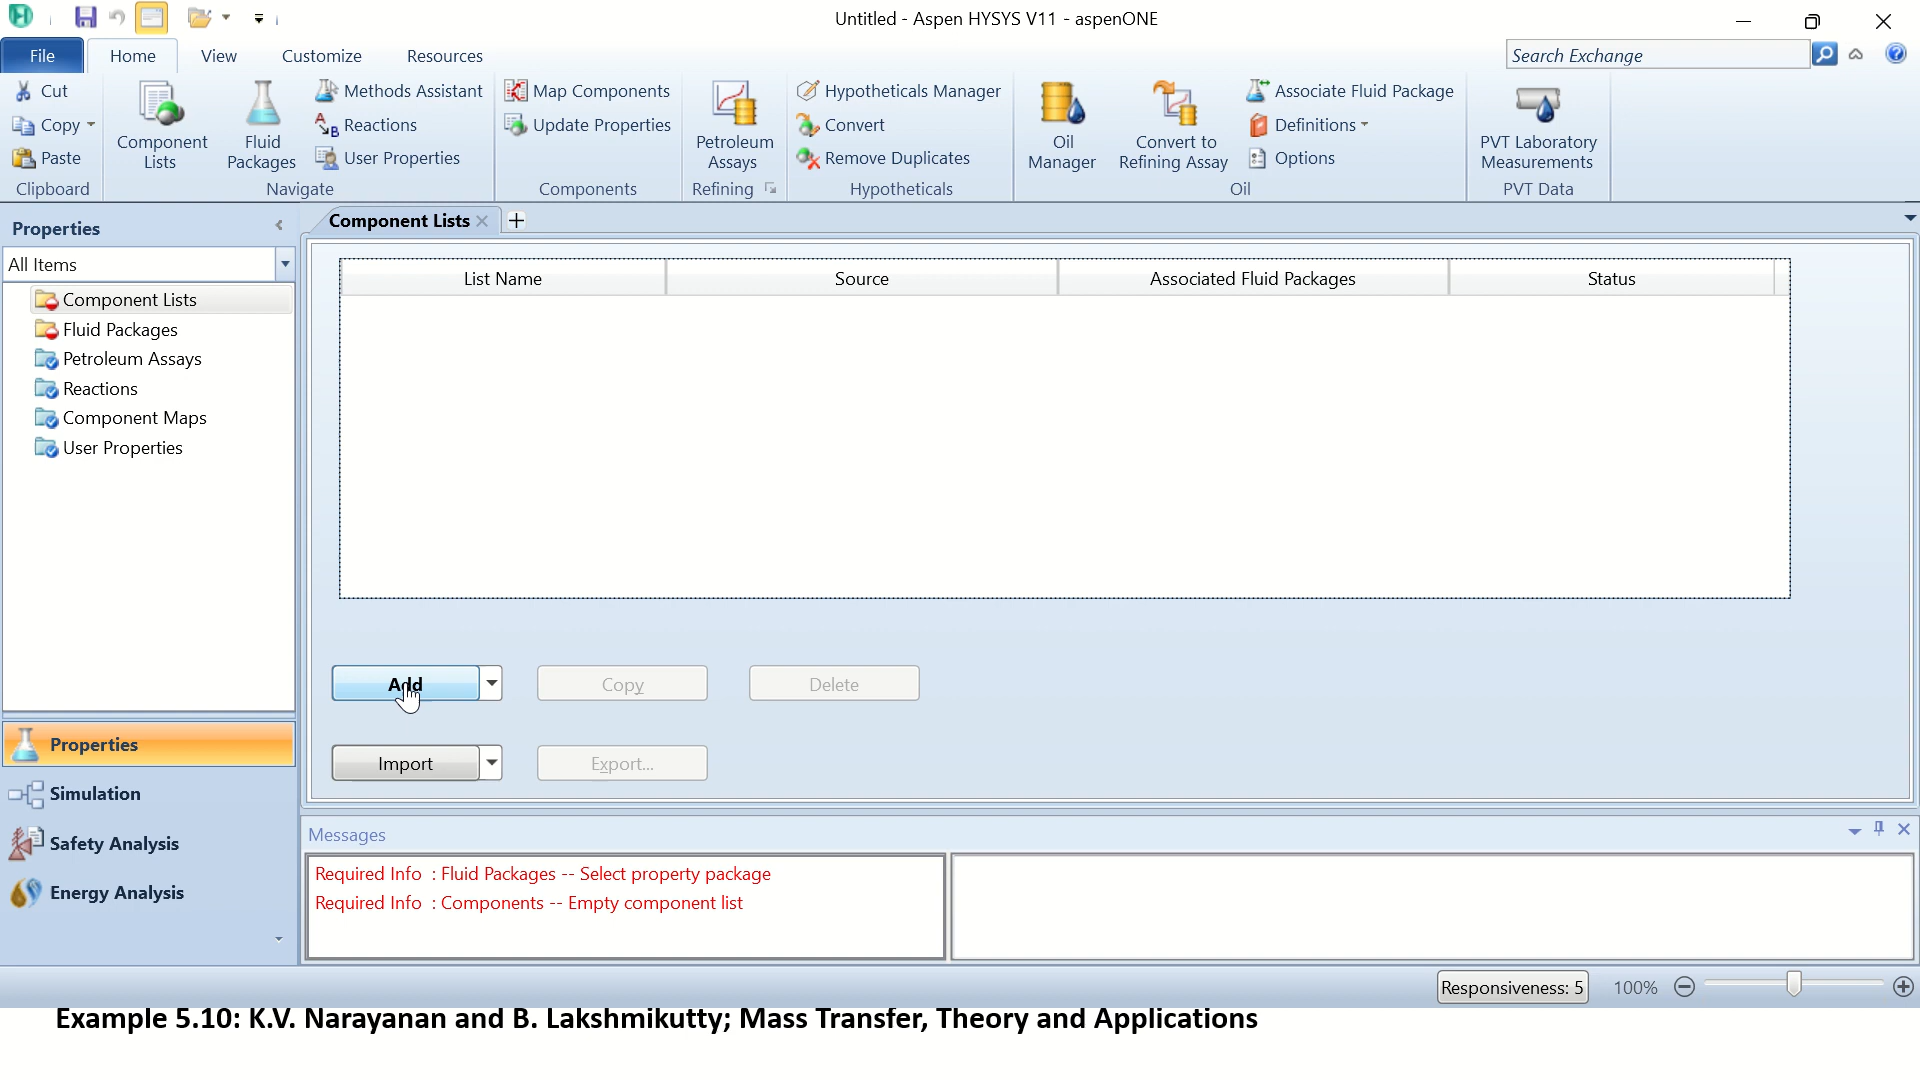 Untitled - Aspen HYSYS V11 - aspenONE
File Home View Customize Resources
Search Exchange
Cut
Copy
Paste
Clipboard
Component Lists
Fluid Packages
Methods Assistant
Reactions
User Properties
Navigate
Map Components
Update Properties
Components
Petroleum Assays
Refining
Hypotheticals Manager
Convert
Remove Duplicates
Hypotheticals
Oil Manager
Convert to Refining Assay
Associate Fluid Package
Definitions
Options
Oil
PVT Laboratory Measurements
PVT Data
Properties
All Items
Component Lists
Fluid Packages
Petroleum Assays
Reactions
Component Maps
User Properties
Properties
Simulation
Safety Analysis
Energy Analysis
Component Lists
List Name Source Associated Fluid Packages Status
Add Copy Delete
Import Export...
Messages
Required Info : Fluid Packages -- Select property package
Required Info : Components -- Empty component list
Responsiveness: 5 100%
Example 5.10: K.V. Narayanan and B. Lakshmikutty; Mass Transfer, Theory and Applications